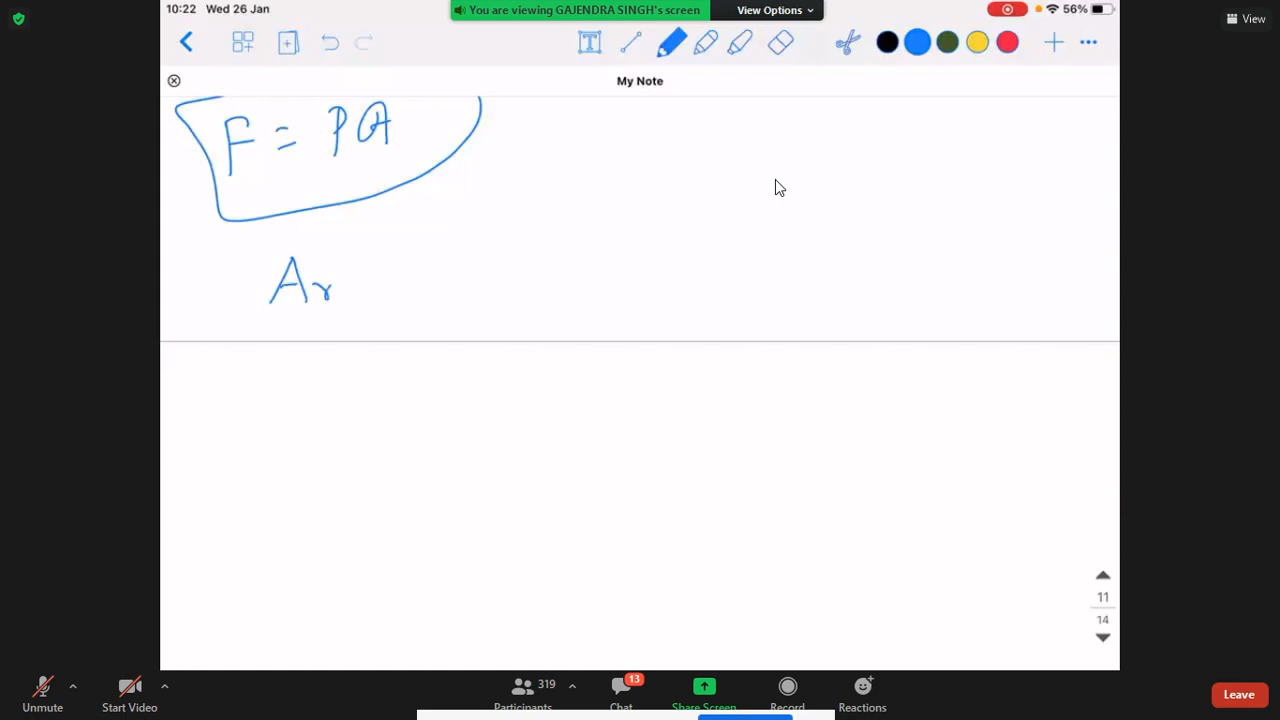 10:22 Wed 26 Jan
You are viewing GAJENDRA SINGH's screen
View Options
56%
View
My Note
F = PA
Ar
11
14
Unmute
Start Video
319
Participants
13
Chat
Share Screen
Record
Reactions
Leave